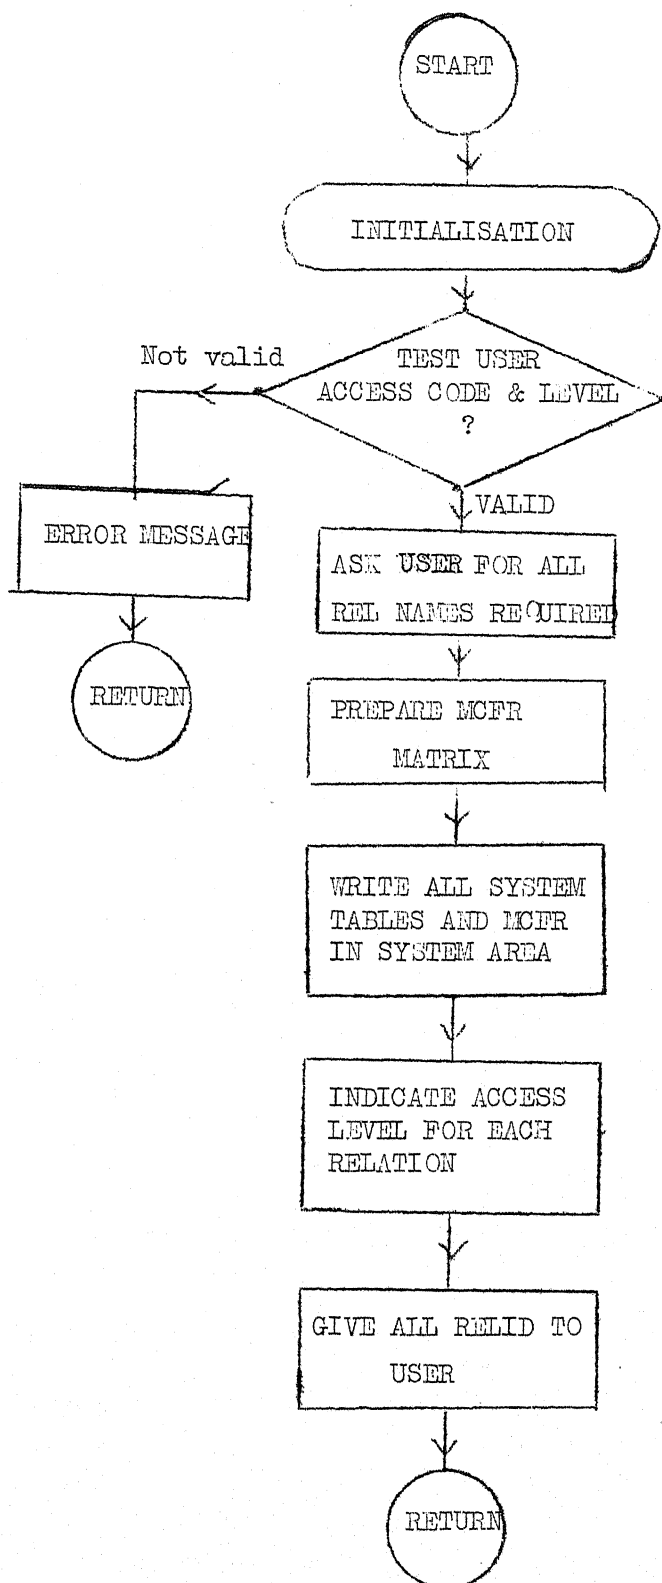 START
INITIALISATION
Not valid
TEST USER
ACCESS CODE & LEVEL
?
VALID
ERROR MESSAGE
ASK USER FOR ALL
REL NAMES REQUIRED
RETURN
PREPARE MCFR
MATRIX
WRITE ALL SYSTEM
TABLES AND MCFR
IN SYSTEM AREA
INDICATE ACCESS
LEVEL FOR EACH
RELATION
GIVE ALL RELID TO
USER
RETURN